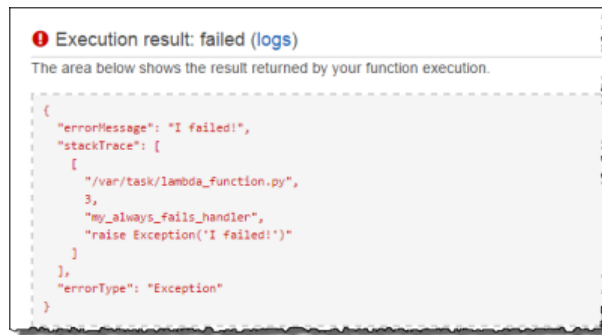 Execution result: failed (logs)
The area below shows the result returned by your function execution.
{
"errorMessage": "I failed!",
"stackTrace": [
[
"/var/task/lambda_function.py",
3,
"my_always_fails_handler",
"raise Exception('I failed!')"
]
],
"errorType": "Exception"
}